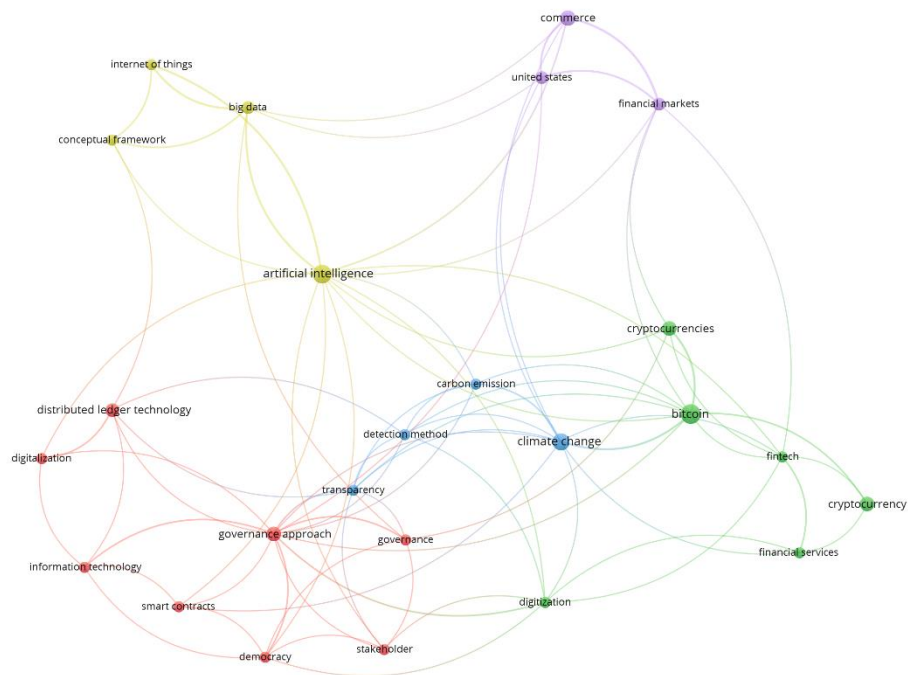 commerce
internet of things
united states
big data
financial markets
conceptual framework
artificial intelligence
cryptocurrencies
carbon emission
distributed ledger technology
bitcoin
detection method
climate change
digitalization
fintech
transparency
cryptocurrency
governance approach
governance
financial services
information technology
digitization
smart contracts
stakeholder
democracy